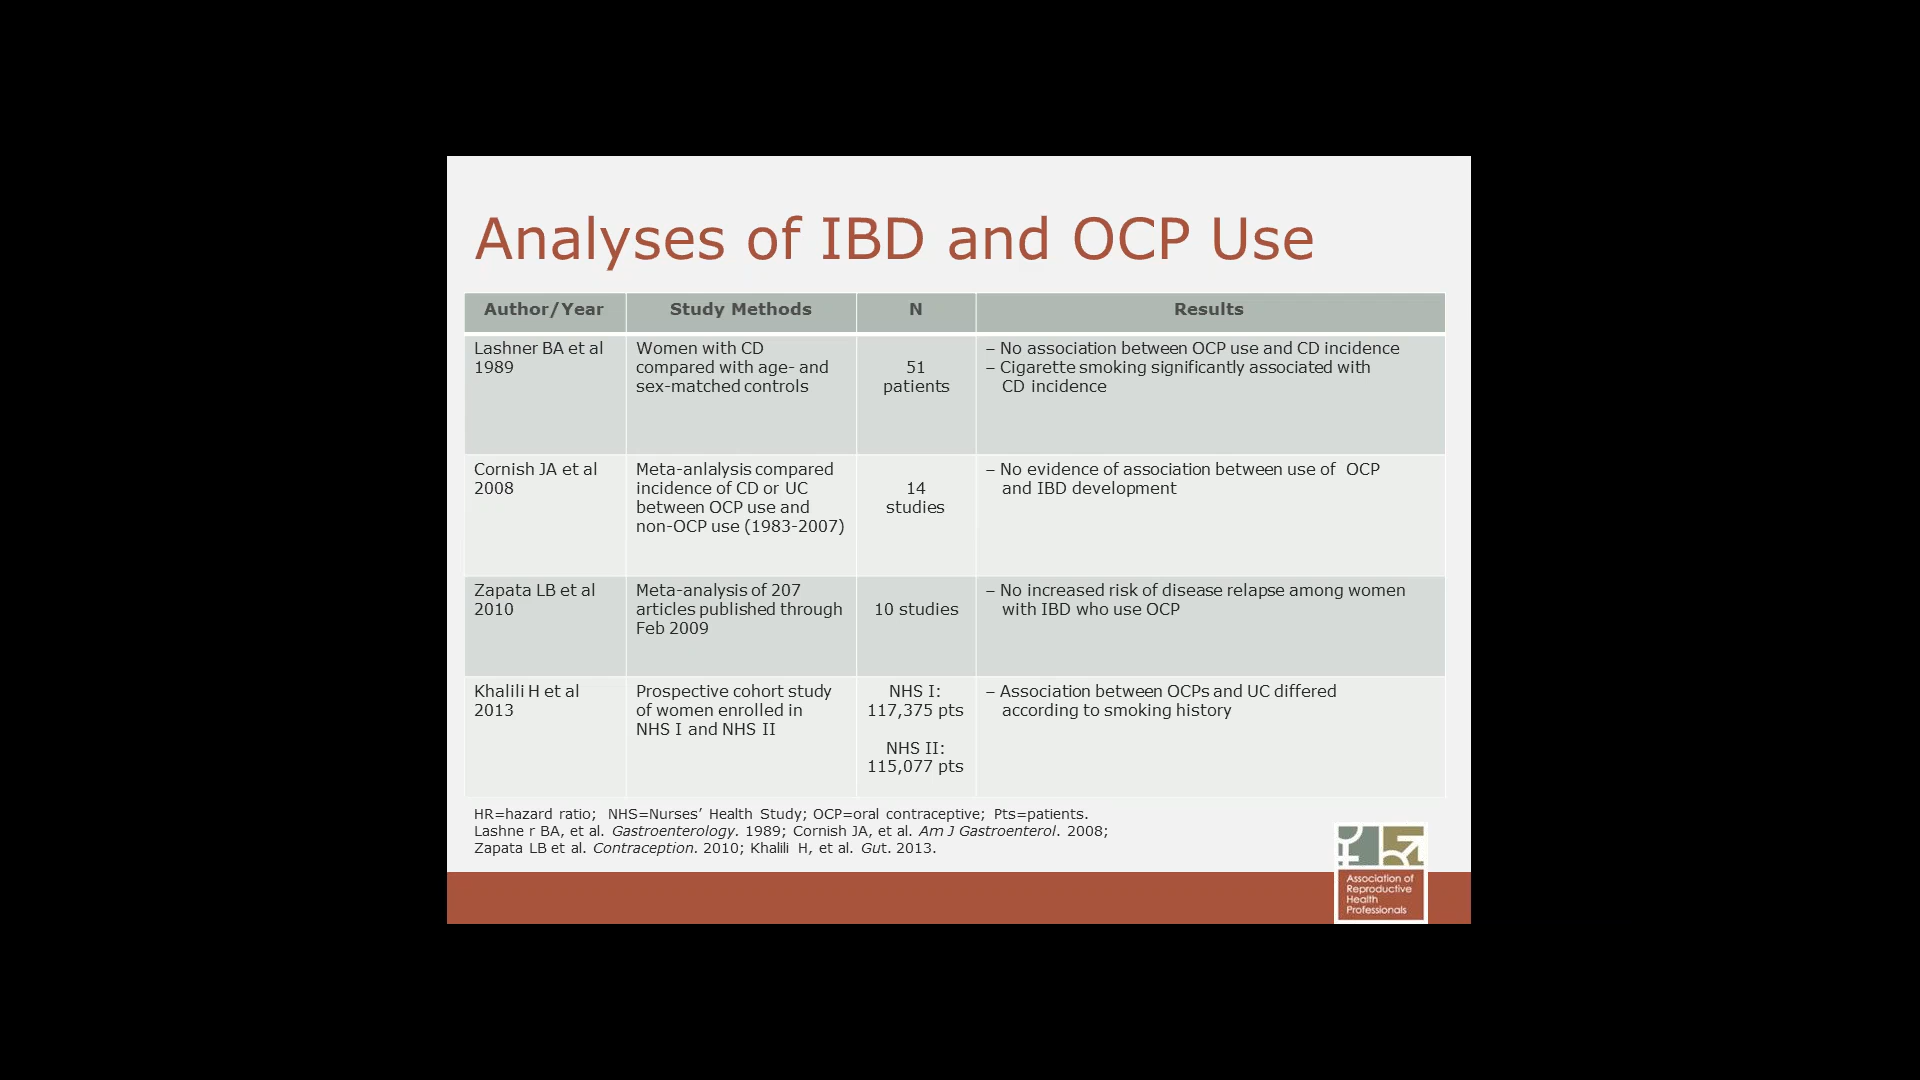 Analyses of IBD and OCP Use
Author/Year
Study Methods
N
Results
Lashner BA et al
1989
Women with CD
compared with age- and
sex-matched controls
51
patients
– No association between OCP use and CD incidence
– Cigarette smoking significantly associated with
CD incidence
Cornish JA et al
2008
Meta-anlalysis compared
incidence of CD or UC
between OCP use and
non-OCP use (1983-2007)
14
studies
– No evidence of association between use of OCP
and IBD development
Zapata LB et al
2010
Meta-analysis of 207
articles published through
Feb 2009
10 studies
– No increased risk of disease relapse among women
with IBD who use OCP
Khalili H et al
2013
Prospective cohort study
of women enrolled in
NHS I and NHS II
NHS I:
117,375 pts
NHS II:
115,077 pts
– Association between OCPs and UC differed
according to smoking history
HR=hazard ratio; NHS=Nurses’ Health Study; OCP=oral contraceptive; Pts=patients.
Lashne r BA, et al. Gastroenterology. 1989; Cornish JA, et al. Am J Gastroenterol. 2008;
Zapata LB et al. Contraception. 2010; Khalili H, et al. Gut. 2013.
Association of
Reproductive
Health
Professionals